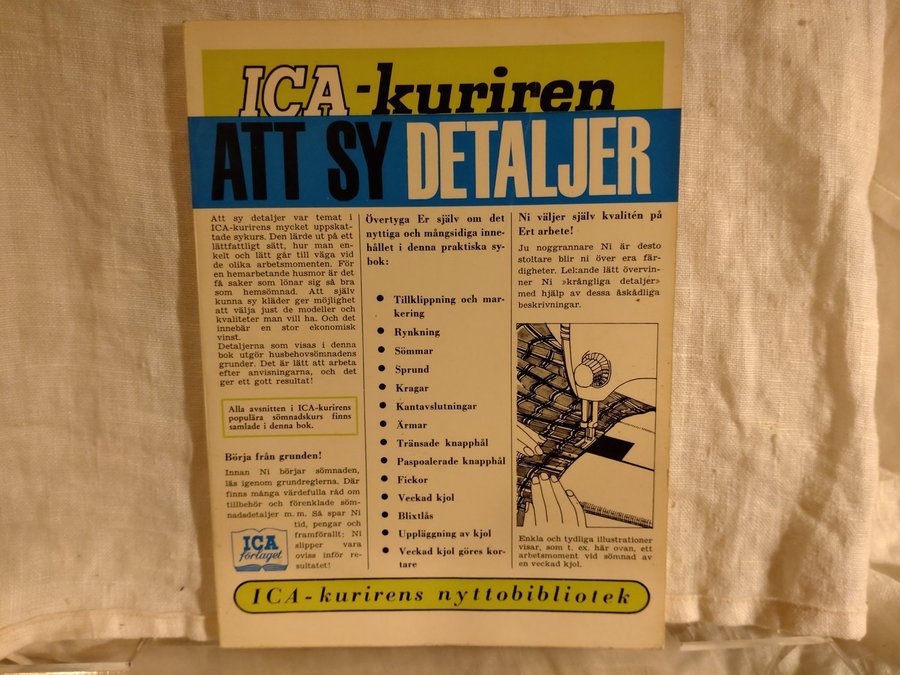 ICA-kuriren
ATT SY DETALJER
Att sy detaljer var temat i
ICA-kurirens mycket uppskat-
tade sykurs. Den lärde ut på ett
lättfattligt sätt, hur man en-
kelt och lätt går till väga vid
de olika arbetsmomenten. För
en hemarbetande husmor är det
få saker som lönar sig så bra
som hemsömnad. Att själv
kunna sy kläder ger möjlighet
att välja just de modeller och
kvaliteter man vill ha. Och det
innebär en stor ekonomisk
vinst.
Detaljerna som visas i denna
bok utgör husbehovsömnadens
grunder. Det är lätt att arbeta
efter anvisningarna, och det
ger ett gott resultat!
Alla avsnitten i ICA-kurirens
populära sömnadskurs finns
samlade i denna bok.
Börja från grunden!
Innan Ni börjar sömnaden,
läs igenom grundreglerna. Där
finns många värdefulla råd om
tillbehör och förenklade söm-
nadsdetaljer m. m. Så spar Ni
tid, pengar och
framförallt; Ni
slipper vara
oviss inför re-
sultatet!
ICA
förlaget
Övertyga Er själv om det
nyttiga och mångsidiga inne-
hållet i denna praktiska sy-
bok:
• Tillklippning och mar-
kering
• Rynkning
• Sömmar
• Sprund
• Kragar
• Kantavslutningar
• Ärmar
• Tränsade knapphål
• Paspoalerade knapphål
• Fickor
• Veckad kjol
• Blixtlås
• Uppläggning av kjol
• Veckad kjol göres kor-
tare
Ni väljer själv kvalitén på
Ert arbete!
Ju noggrannare Ni är desto
stoltare blir ni över era fär-
digheter. Lekande lätt övervin-
ner Ni »krångliga detaljer»
med hjälp av dessa åskådliga
beskrivningar.
Enkla och tydliga illustrationer
visar, som t. ex. här ovan, ett
arbetsmoment vid sömnad av
en veckad kjol.
ICA-kurirens nyttobibliotek